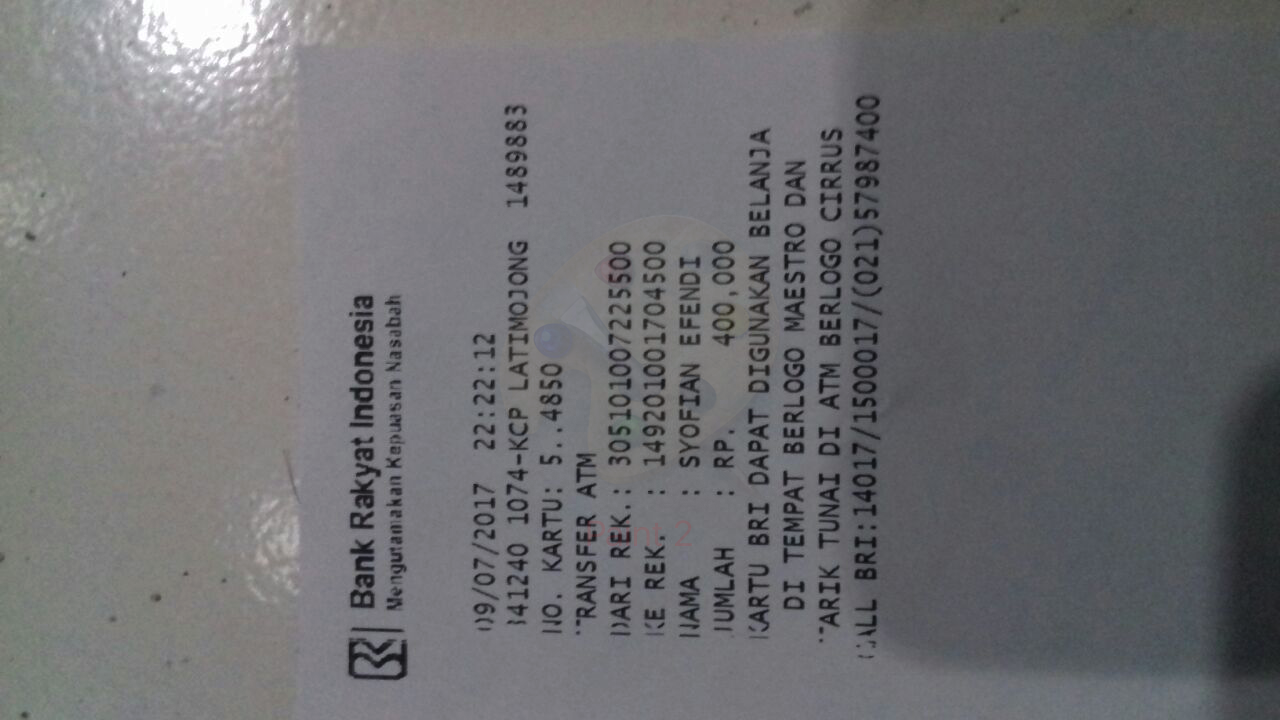 BRI
Bank Rakyat Indonesia
Mengutamakan Kepuasan Nasabah
09/07/2017 22:22:12
341240 1074-KCP LATIMOJONG 1489883
NO. KARTU: 5..4850
TRANSFER ATM
DARI REK.: 305101007225500
KE REK. : 149201001704500
NAMA : SYOFIAN EFENDI
JUMLAH : RP. 400,000
KARTU BRI DAPAT DIGUNAKAN BELANJA
DI TEMPAT BERLOGO MAESTRO DAN
TARIK TUNAI DI ATM BERLOGO CIRRUS
CALL BRI:14017/1500017/(021)57987400